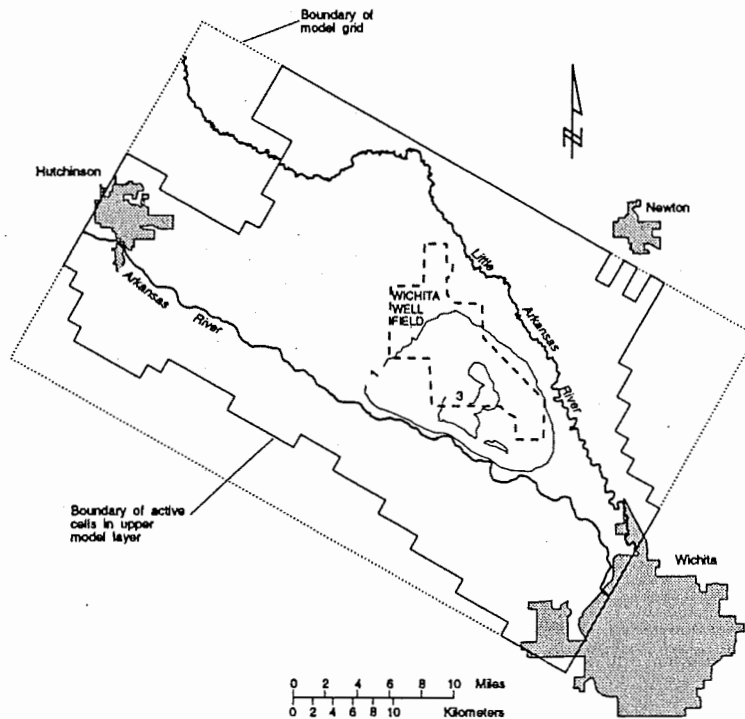 Boundary of
model grid
Hutchinson
Newton
N
Little
Arkansas
River
Arkansas
River
WICHITA
WELL
FIELD
3
Boundary of active
cells in upper
model layer
Wichita
0 2 4 6 8 10 Miles
0 2 4 6 8 10 Kilometers